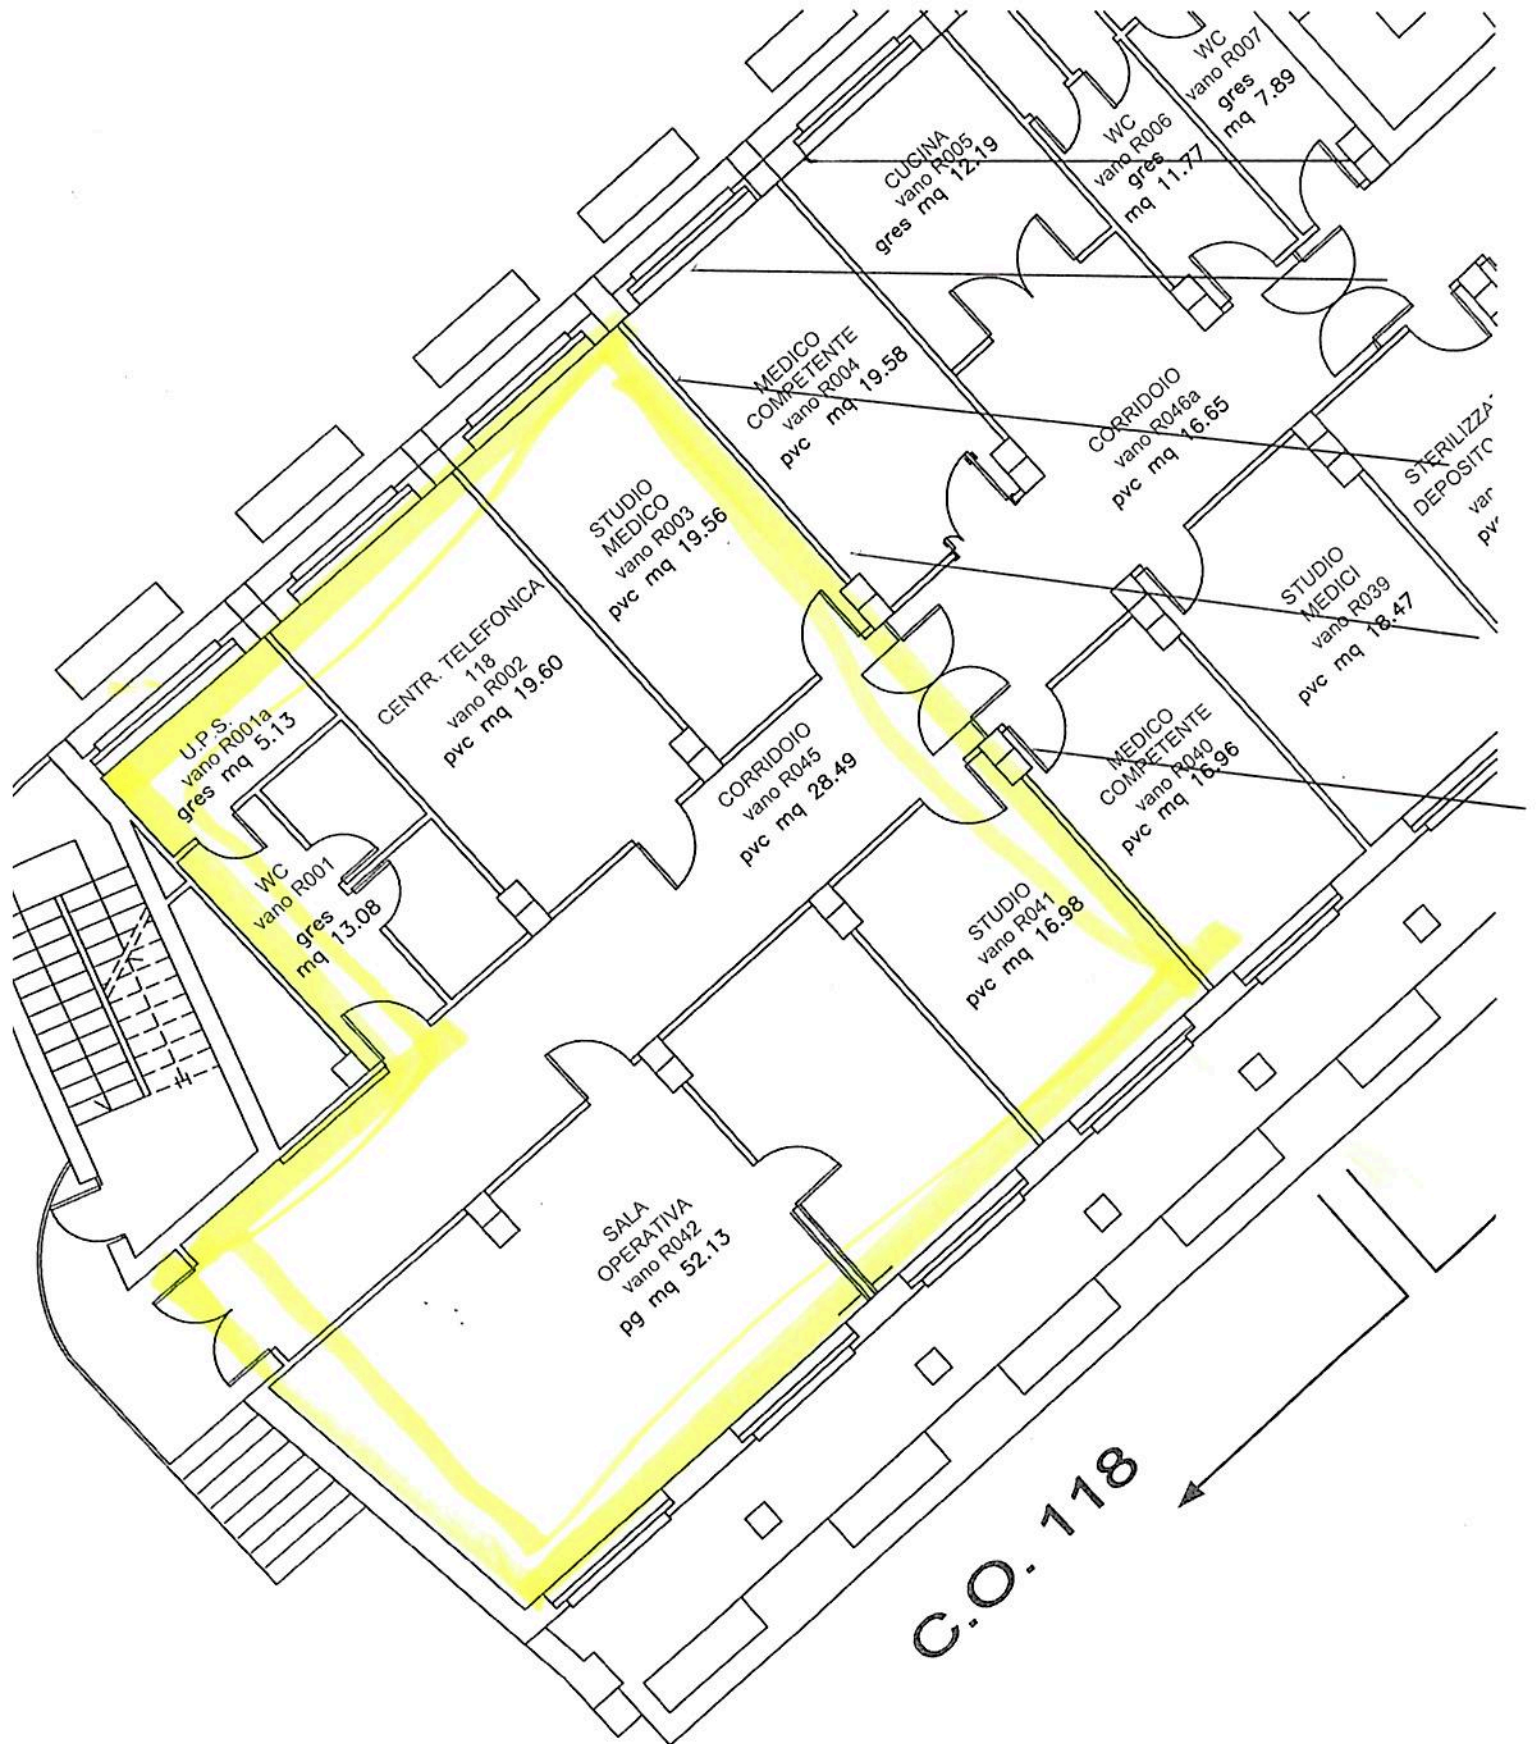 WC
vano R007
gres
mq 7.89
WC
vano R006
gres
mq 11.77
CUCINA
vano R005
gres mq 12.19
MEDICO
COMPETENTE
vano R004
pvc mq 19.58
CORRIDOIO
vano R046a
pvc mq 16.65
STERILIZZA
DEPOSITO
STUDIO
MEDICO
vano R003
pvc mq 19.56
STUDIO
MEDICI
vano R039
pvc mq 18.47
CENTR. TELEFONICA
118
vano R002
pvc mq 19.60
U.P.S.
vano R001a
gres mq 5.13
CORRIDOIO
vano R045
pvc mq 28.49
MEDICO
COMPETENTE
vano R040
pvc mq 16.96
WC
vano R001
gres
mq 13.08
STUDIO
vano R041
pvc mq 16.98
SALA
OPERATIVA
vano R042
pg mq 52.13
C.O. 118